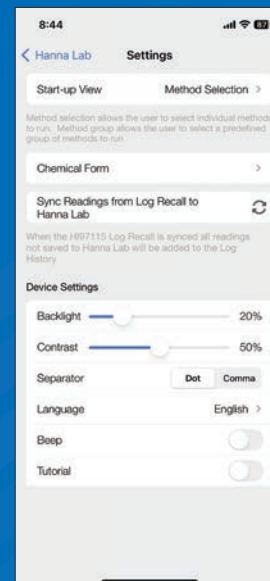 8:44
87
Hanna Lab Settings
Start-up View Method Selection
Method selection allows the user to select individual methods
to run. Method group allows the user to select a predefined
group of methods to run
Chemical Form
Sync Readings from Log Recall to
Hanna Lab
When the HI97115 Log Recall is synced all readings
not saved to Hanna Lab will be added to the Log
History
Device Settings
Backlight 20%
Contrast 50%
Separator Dot Comma
Language English
Beep
Tutorial